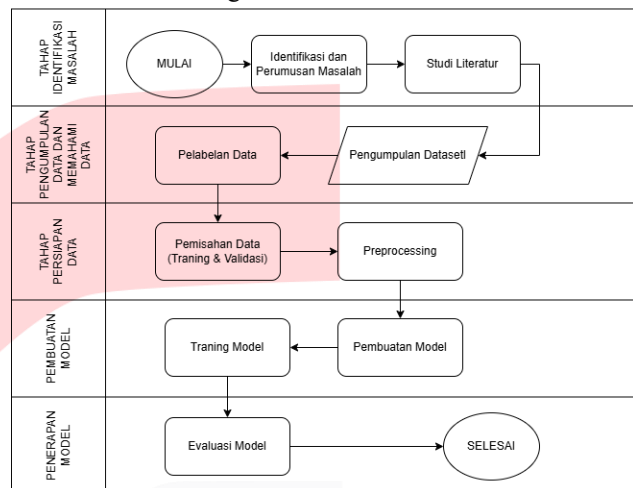 TAHAP
IDENTIFIKASI
MASALAH
MULAI
Identifikasi dan
Perumusan Masalah
Studi Literatur
TAHAP
PENGUMPULAN
DATA DAN
MEMAHAMI
DATA
Pelabelan Data
Pengumpulan Datasetl
TAHAP
PERSIAPAN
DATA
Pemisahan Data
(Traning & Validasi)
Preprocessing
PEMBUATAN
MODEL
Traning Model
Pembuatan Model
PENERAPAN
MODEL
Evaluasi Model
SELESAI